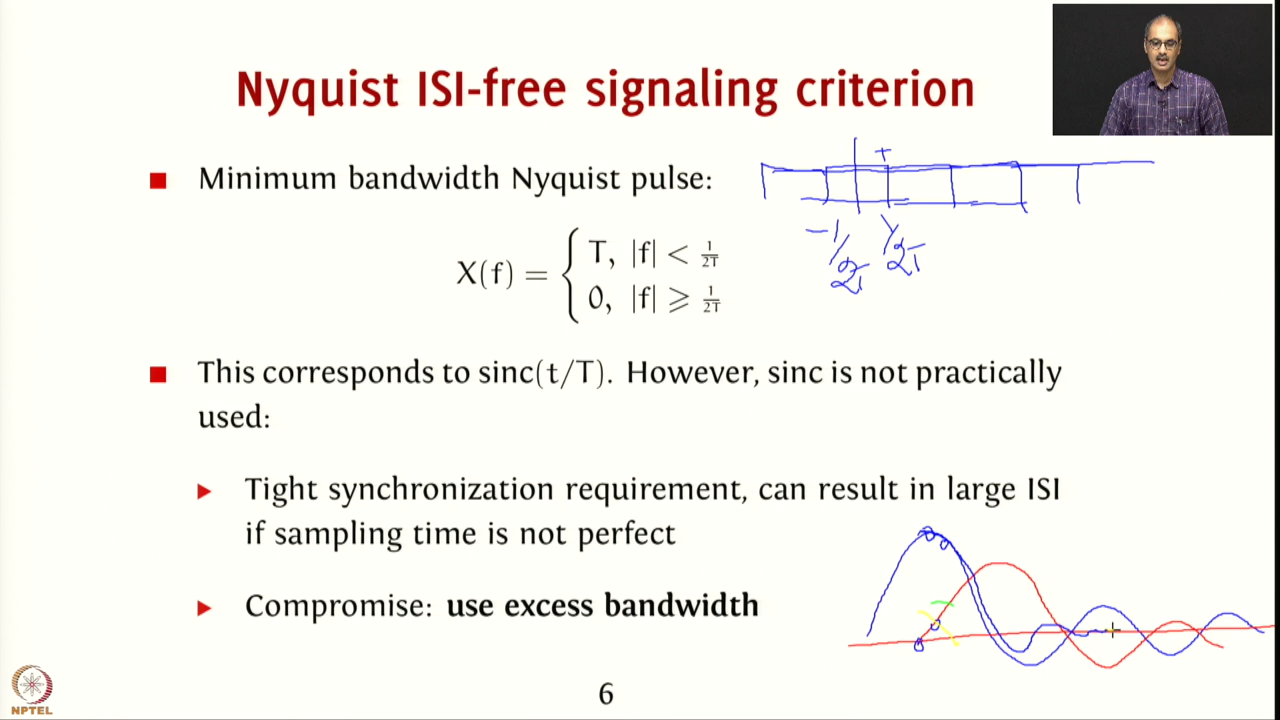 Nyquist ISI-free signaling criterion
Minimum bandwidth Nyquist pulse:
X(f) = { T, |f| < 1/2T
0, |f| ⩾ 1/2T
T
-1/2T 1/2T
This corresponds to sinc(t/T). However, sinc is not practically
used:
Tight synchronization requirement, can result in large ISI
if sampling time is not perfect
Compromise: use excess bandwidth
NPTEL
6